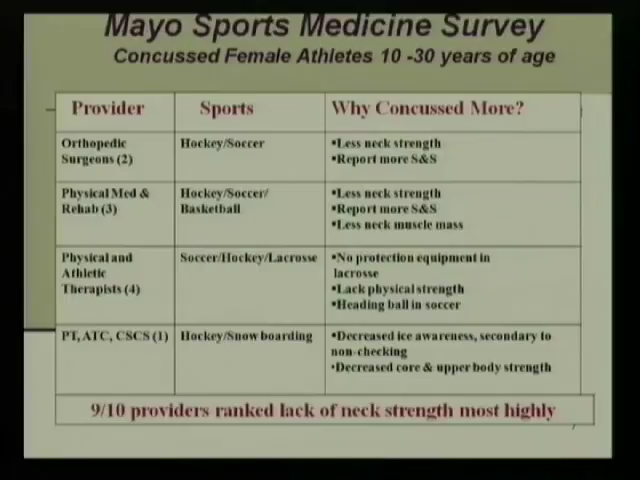 Mayo Sports Medicine Survey
Concussed Female Athletes 10 -30 years of age
Provider
Sports
Why Concussed More?
Orthopedic
Surgeons (2)
Hockey/Soccer
•Less neck strength
•Report more S&S
Physical Med &
Rehab (3)
Hockey/Soccer/
Basketball
•Less neck strength
•Report more S&S
•Less neck muscle mass
Physical and
Athletic
Therapists (4)
Soccer/Hockey/Lacrosse
•No protection equipment in
lacrosse
•Lack physical strength
•Heading ball in soccer
PT, ATC, CSCS (1)
Hockey/Snow boarding
•Decreased ice awareness, secondary to
non-checking
•Decreased core & upper body strength
9/10 providers ranked lack of neck strength most highly